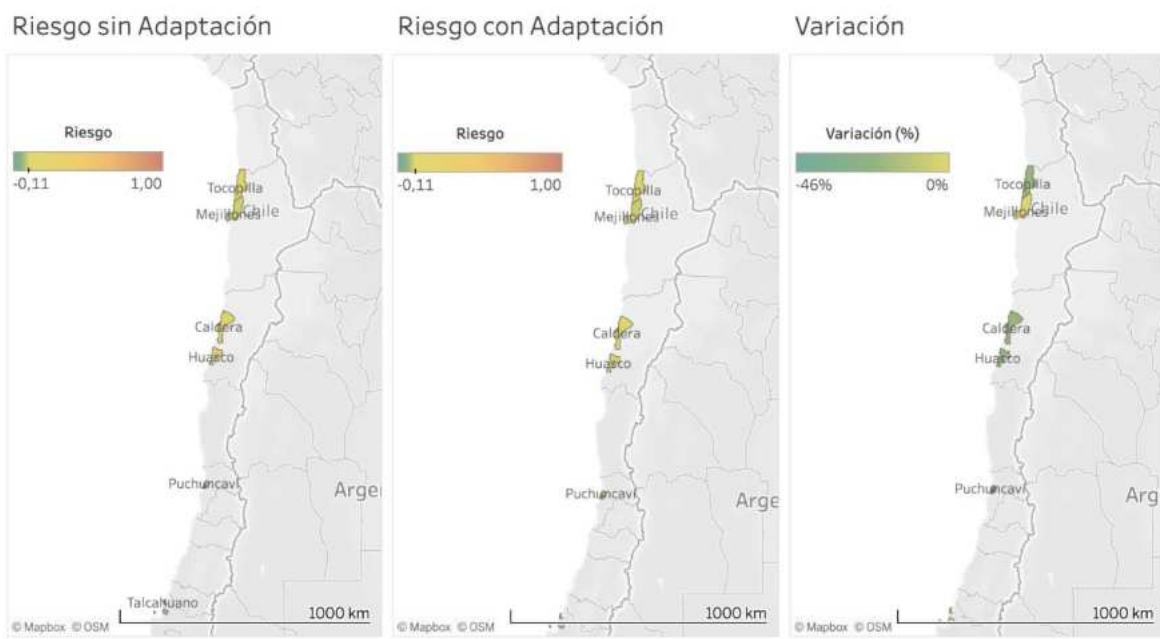 Riesgo sin Adaptación
Riesgo
-0,11 1,00
Tocopilla
Mejillones
Chile
Caldera
Huasco
Puchuncaví
Talcahuano
1000 km
© Mapbox © OSM
Riesgo con Adaptación
Riesgo
-0,11 1,00
Tocopilla
Mejillones
Chile
Caldera
Huasco
Puchuncaví
1000 km
© Mapbox © OSM
Variación
Variación (%)
-46% 0%
Tocopilla
Mejillones
Chile
Caldera
Huasco
Puchuncaví
Arg
1000 km
© Mapbox © OSM